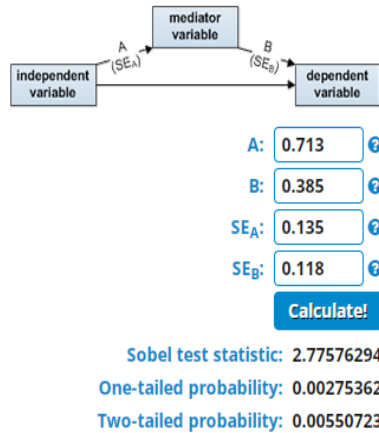 mediator
variable
A
(SEA)
B
(SEB)
independent
variable
dependent
variable
A: 0.713 ?
B: 0.385 ?
SEA: 0.135 ?
SEB: 0.118 ?
Calculate!
Sobel test statistic: 2.77576294
One-tailed probability: 0.00275362
Two-tailed probability: 0.00550723